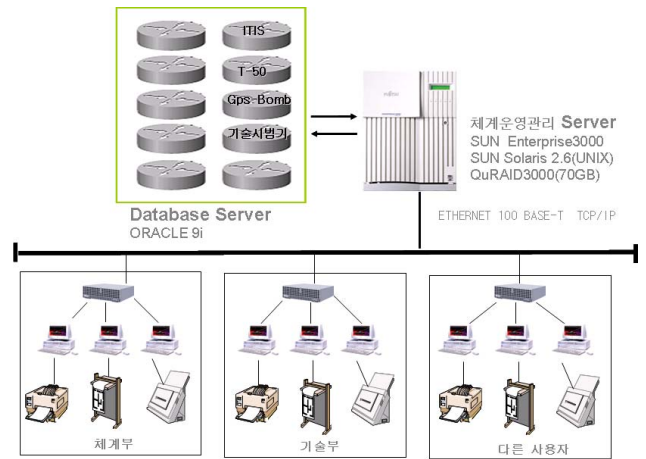 ITIS
T-50
Gps-Bomb
기술시범기
체계운영관리 Server
SUN Enterprise3000
SUN Solaris 2.6(UNIX)
QuRAID3000(70GB)
Database Server
ORACLE 9i
ETHERNET 100 BASE-T TCP/IP
체계부
기술부
다른 사용자